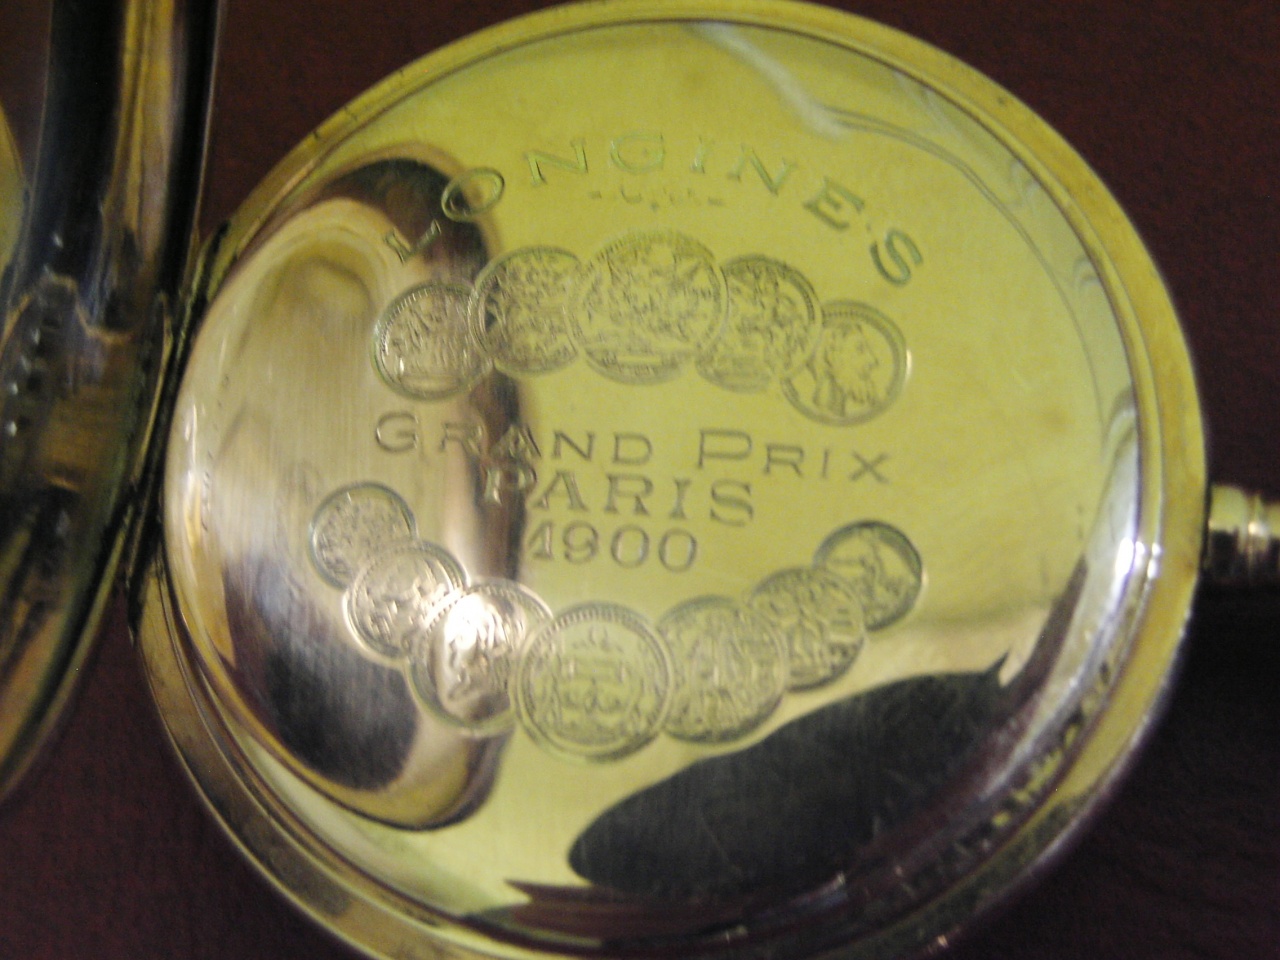 LONGINES
GRAND PRIX
PARIS
1900